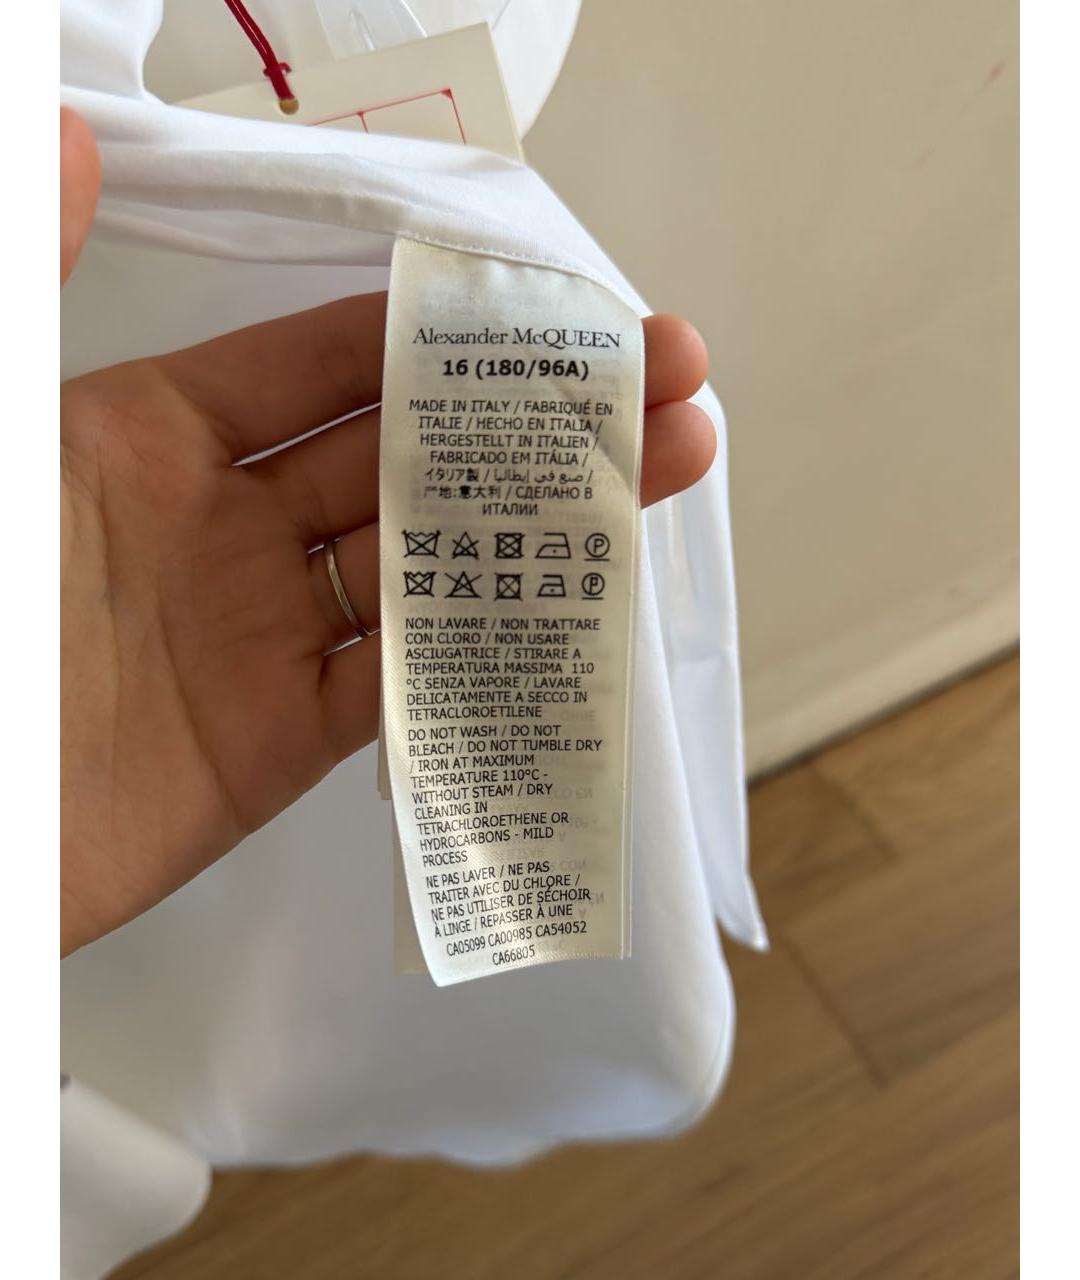 Alexander McQUEEN
16 (180/96A)
MADE IN ITALY / FABRIQUÉ EN
ITALIE / HECHO EN ITALIA /
HERGESTELLT IN ITALIEN /
FABRICADO EM ITÁLIA /
イタリア製 / صنع في إيطاليا /
产地:意大利 / СДЕЛАНО В
ИТАЛИИ
P
P
NON LAVARE / NON TRATTARE
CON CLORO / NON USARE
ASCIUGATRICE / STIRARE A
TEMPERATURA MASSIMA 110
°C SENZA VAPORE / LAVARE
DELICATAMENTE A SECCO IN
TETRACLOROETILENE
DO NOT WASH / DO NOT
BLEACH / DO NOT TUMBLE DRY
/ IRON AT MAXIMUM
TEMPERATURE 110°C -
WITHOUT STEAM / DRY
CLEANING IN
TETRACHLOROETHENE OR
HYDROCARBONS - MILD
PROCESS
NE PAS LAVER / NE PAS
TRAITER AVEC DU CHLORE /
NE PAS UTILISER DE SÉCHOIR
À LINGE / REPASSER À UNE
CA05099 CA00985 CA54052
CA66805